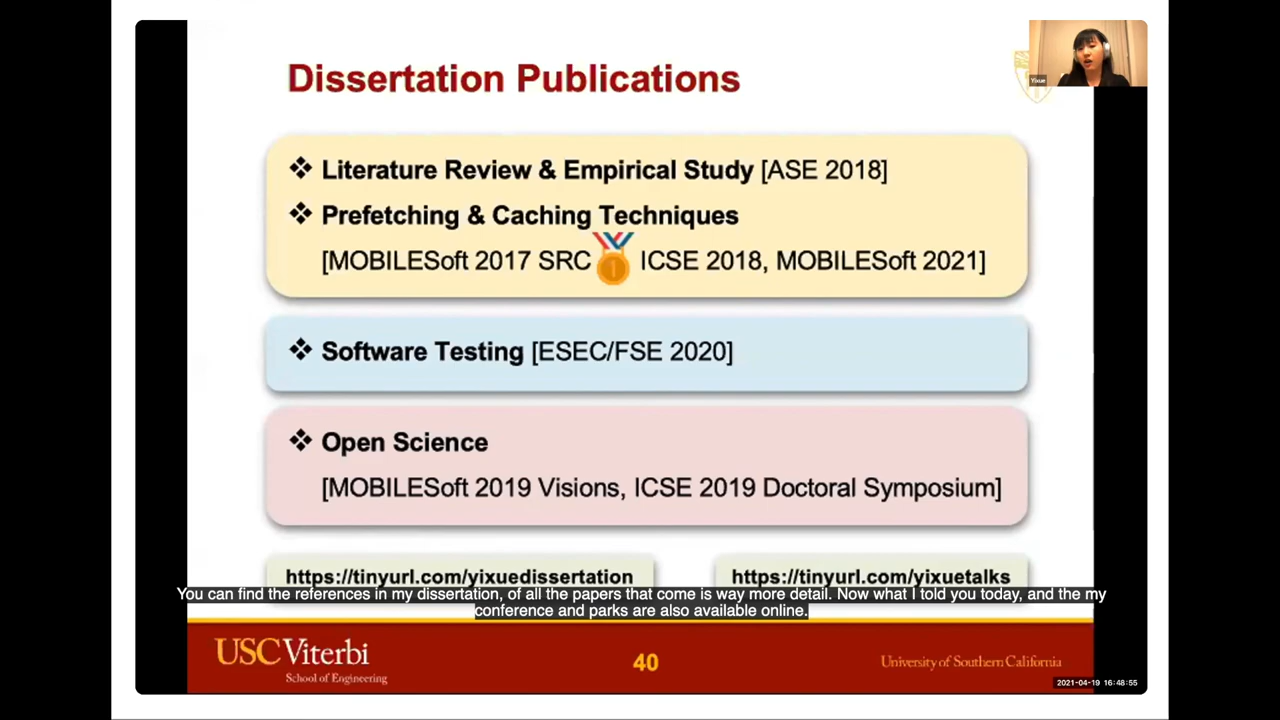 Dissertation Publications
Yixue
❖ Literature Review & Empirical Study [ASE 2018]
❖ Prefetching & Caching Techniques
[MOBILESoft 2017 SRC 1 ICSE 2018, MOBILESoft 2021]
❖ Software Testing [ESEC/FSE 2020]
❖ Open Science
[MOBILESoft 2019 Visions, ICSE 2019 Doctoral Symposium]
https://tinyurl.com/yixuedissertation
https://tinyurl.com/yixuetalks
You can find the references in my dissertation, of all the papers that come is way more detail. Now what I told you today, and the my
conference and parks are also available online.
USC Viterbi
School of Engineering
40
University of Southern California
2021-04-19 16:48:55